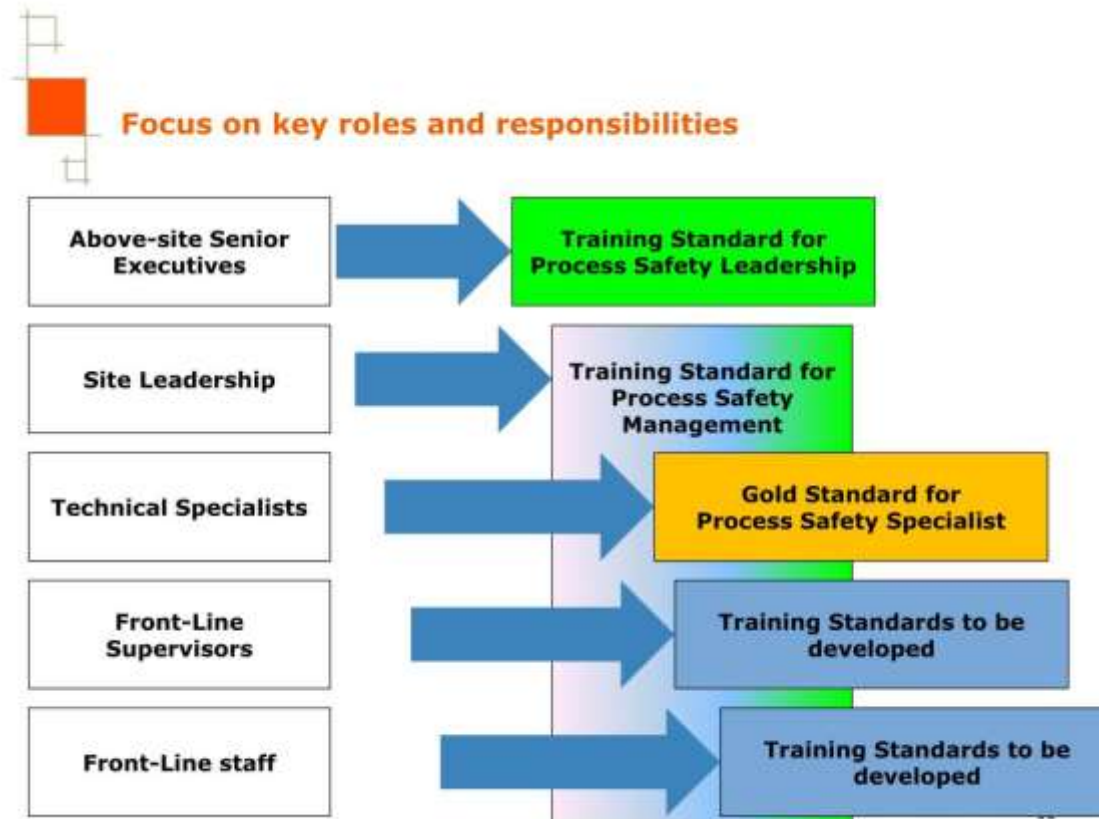 Focus on key roles and responsibilities
Above-site Senior
Executives
Training Standard for
Process Safety Leadership
Site Leadership
Training Standard for
Process Safety
Management
Technical Specialists
Gold Standard for
Process Safety Specialist
Front-Line
Supervisors
Training Standards to be
developed
Front-Line staff
Training Standards to be
developed